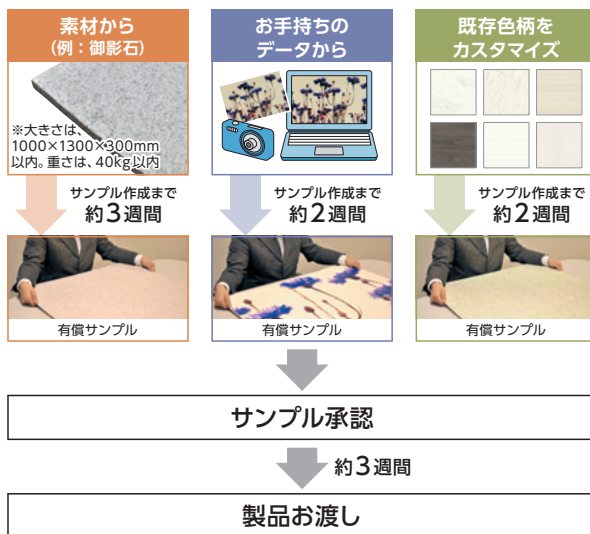 素材から
（例：御影石）
※大きさは、
1000×1300×300mm
以内。重さは、40kg以内
サンプル作成まで
約3週間
有償サンプル
お手持ちの
データから
サンプル作成まで
約2週間
有償サンプル
既存色柄を
カスタマイズ
サンプル作成まで
約2週間
有償サンプル
サンプル承認
約3週間
製品お渡し